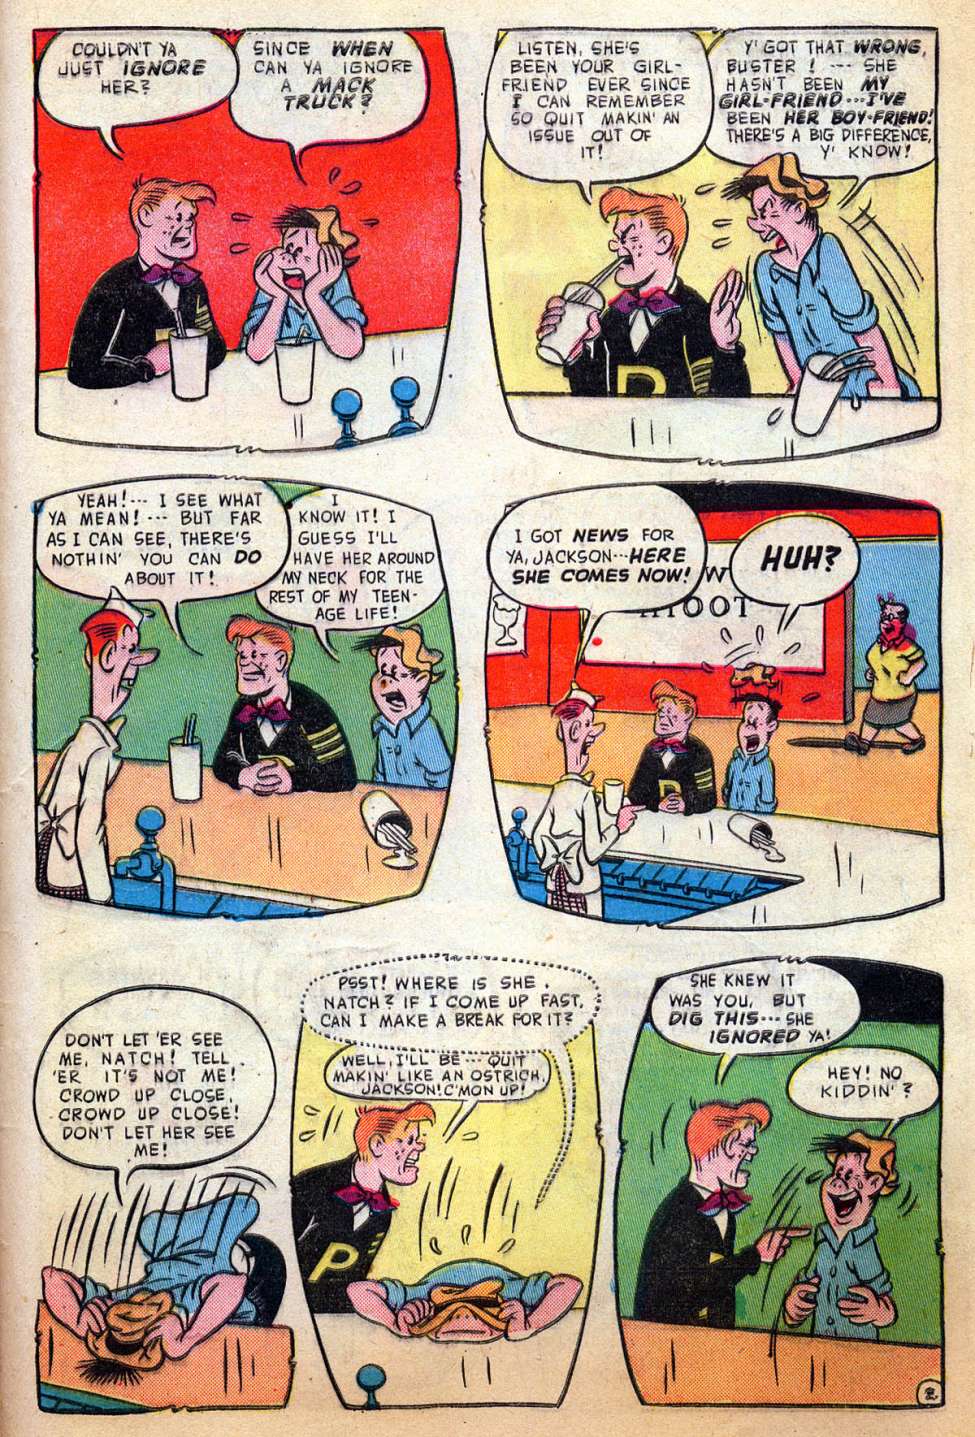 COULDN'T YA
JUST IGNORE
HER?
SINCE WHEN
CAN YA IGNORE
A MACK
TRUCK?
LISTEN, SHE'S
BEEN YOUR GIRL-
FRIEND EVER SINCE
I CAN REMEMBER
SO QUIT MAKIN' AN
ISSUE OUT OF
IT!
Y' GOT THAT WRONG,
BUSTER! --- SHE
HASN'T BEEN MY
GIRL-FRIEND---I'VE
BEEN HER BOY-FRIEND!
THERE'S A BIG DIFFERENCE,
Y' KNOW!
P
YEAH!--- I SEE WHAT
YA MEAN!--- BUT FAR
AS I CAN SEE, THERE'S
NOTHIN' YOU CAN DO
ABOUT IT!
I
KNOW IT! I
GUESS I'LL
HAVE HER AROUND
MY NECK FOR THE
REST OF MY TEEN-
AGE LIFE!
I GOT NEWS FOR
YA, JACKSON---HERE
SHE COMES NOW!
HUH?
W
TOOTH
P
DON'T LET 'ER SEE
ME, NATCH! TELL
'ER IT'S NOT ME!
CROWD UP CLOSE,
CROWD UP CLOSE!
DON'T LET HER SEE
ME!
PSST! WHERE IS SHE,
NATCH? IF I COME UP FAST,
CAN I MAKE A BREAK FOR IT?
WELL, I'LL BE --- QUIT
MAKIN' LIKE AN OSTRICH,
JACKSON! C'MON UP!
P
SHE KNEW IT
WAS YOU, BUT
DIG THIS---SHE
IGNORED YA!
HEY! NO
KIDDIN'?
2